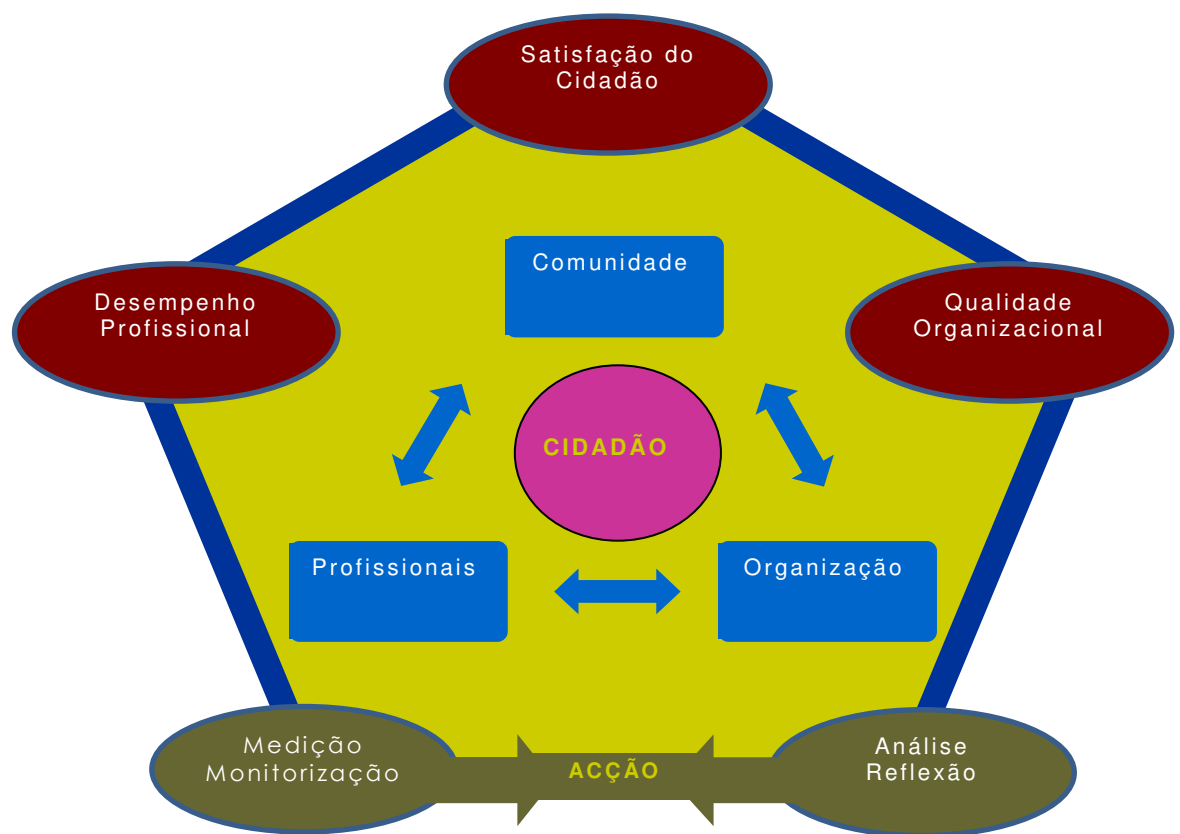 Satisfação do
Cidadão
Comunidade
Desempenho
Profissional
Qualidade
Organizacional
CIDADÃO
Profissionais
Organização
Medição
Monitorização
ACÇÃO
Análise
Reflexão